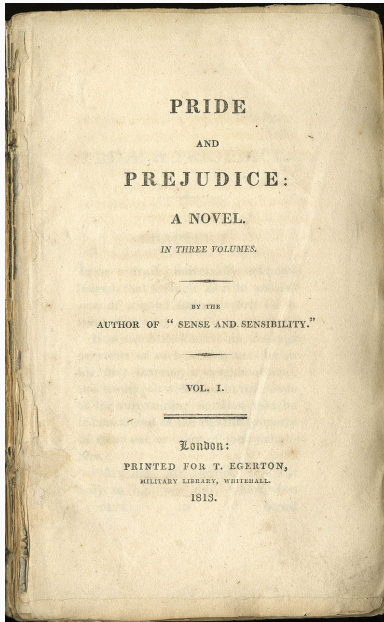 PRIDE
AND
PREJUDICE:
A NOVEL.
IN THREE VOLUMES.
BY THE
AUTHOR OF " SENSE AND SENSIBILITY."
VOL. I.
London:
PRINTED FOR T. EGERTON,
MILITARY LIBRARY, WHITEHALL.
1813.